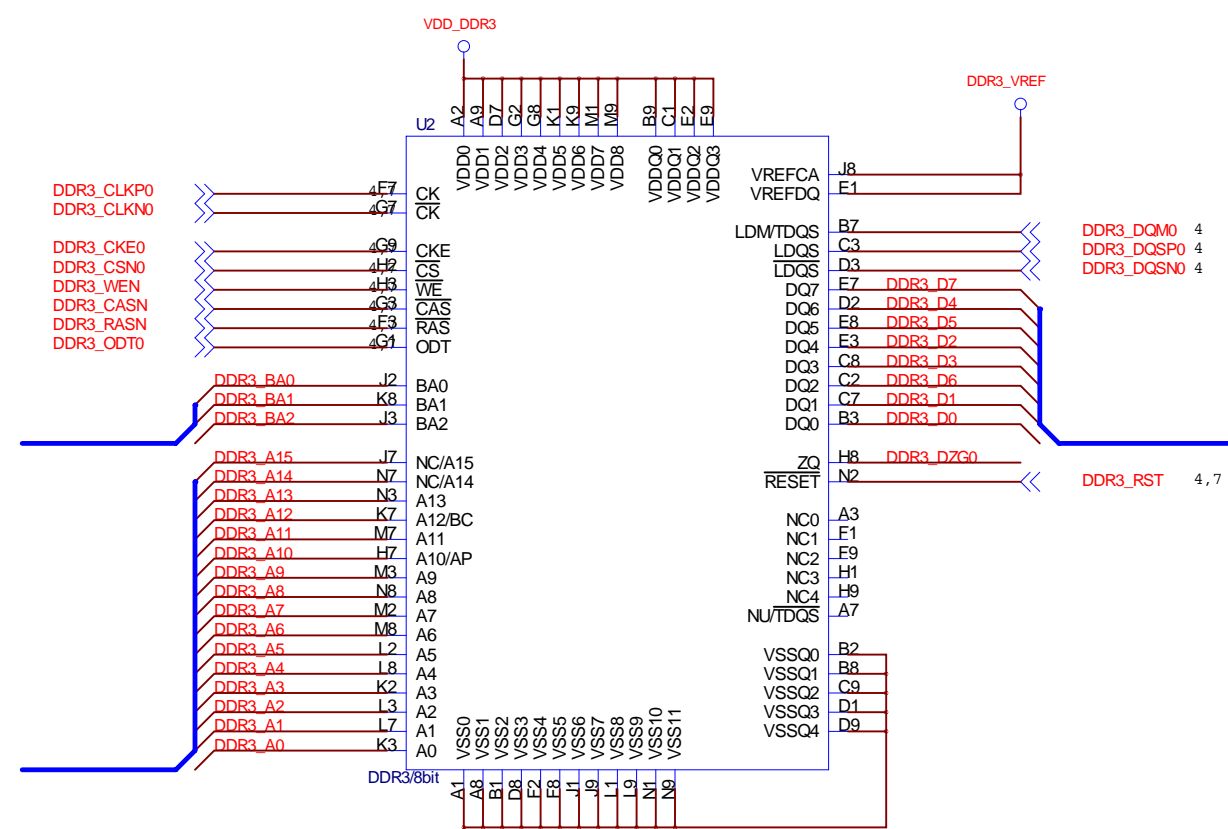 VDD_DDR3
DDR3_VREF
U2
A2 A9 D7 G2 G8 K1 K9 M1 M9 B9 C1 E2 E9
VDD0 VDD1 VDD2 VDD3 VDD4 VDD5 VDD6 VDD7 VDD8 VDDQ0 VDDQ1 VDDQ2 VDDQ3
DDR3_CLKP0 F7 CK
DDR3_CLKN0 G7 CK
DDR3_CKE0 G9 CKE
DDR3_CSN0 H2 CS
DDR3_WEN H3 WE
DDR3_CASN G3 CAS
DDR3_RASN F3 RAS
DDR3_ODT0 G1 ODT
DDR3_BA0 J2 BA0
DDR3_BA1 K8 BA1
DDR3_BA2 J3 BA2
DDR3_A15 J7 NC/A15
DDR3_A14 N7 NC/A14
DDR3_A13 N3 A13
DDR3_A12 K7 A12/BC
DDR3_A11 M7 A11
DDR3_A10 H7 A10/AP
DDR3_A9 M3 A9
DDR3_A8 N8 A8
DDR3_A7 M2 A7
DDR3_A6 M8 A6
DDR3_A5 L2 A5
DDR3_A4 L8 A4
DDR3_A3 K2 A3
DDR3_A2 L3 A2
DDR3_A1 L7 A1
DDR3_A0 K3 A0
VREFCA J8
VREFDQ E1
LDM/TDQS B7 DDR3_DQM0 4
LDQS C3 DDR3_DQSP0 4
LDQS D3 DDR3_DQSN0 4
DQ7 E7 DDR3_D7
DQ6 D2 DDR3_D4
DQ5 E8 DDR3_D5
DQ4 E3 DDR3_D2
DQ3 C8 DDR3_D3
DQ2 C2 DDR3_D6
DQ1 C7 DDR3_D1
DQ0 B3 DDR3_D0
ZQ H8 DDR3_DZG0
RESET N2 DDR3_RST 4,7
NC0 A3
NC1 F1
NC2 F9
NC3 H1
NC4 H9
NU/TDQS A7
VSSQ0 B2
VSSQ1 B8
VSSQ2 C9
VSSQ3 D1
VSSQ4 D9
VSS0 VSS1 VSS2 VSS3 VSS4 VSS5 VSS6 VSS7 VSS8 VSS9 VSS10 VSS11
DDR3/8bit
A1 A8 B1 D8 F2 F8 J1 J9 L1 L9 N1 N9